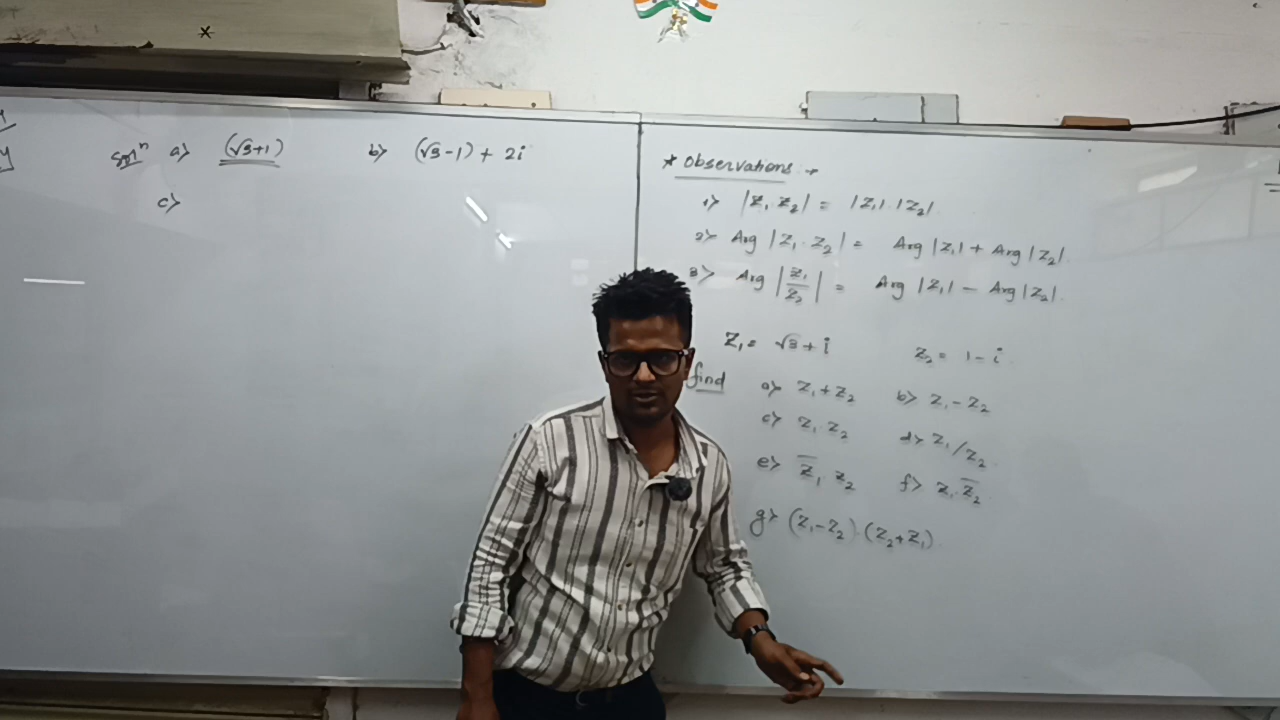 Solⁿ a> (√3+1) b> (√3-1) + 2i
c>
* Observations :→
1> |Z₁ Z₂| = |Z₁|.|Z₂|
2> Arg |Z₁ . Z₂| = Arg |Z₁| + Arg |Z₂|.
3> Arg |Z₁/Z₂| = Arg |Z₁| - Arg |Z₂|.
Z₁ = √3 + i Z₂ = 1 - i
find a> Z₁ + Z₂ b> Z₁ - Z₂
c> Z₁ Z₂ d> Z₁/Z₂
e> Z̅₁ Z₂ f> Z₁ Z̅₂
g> (Z₁-Z₂).(Z₂+Z₁).